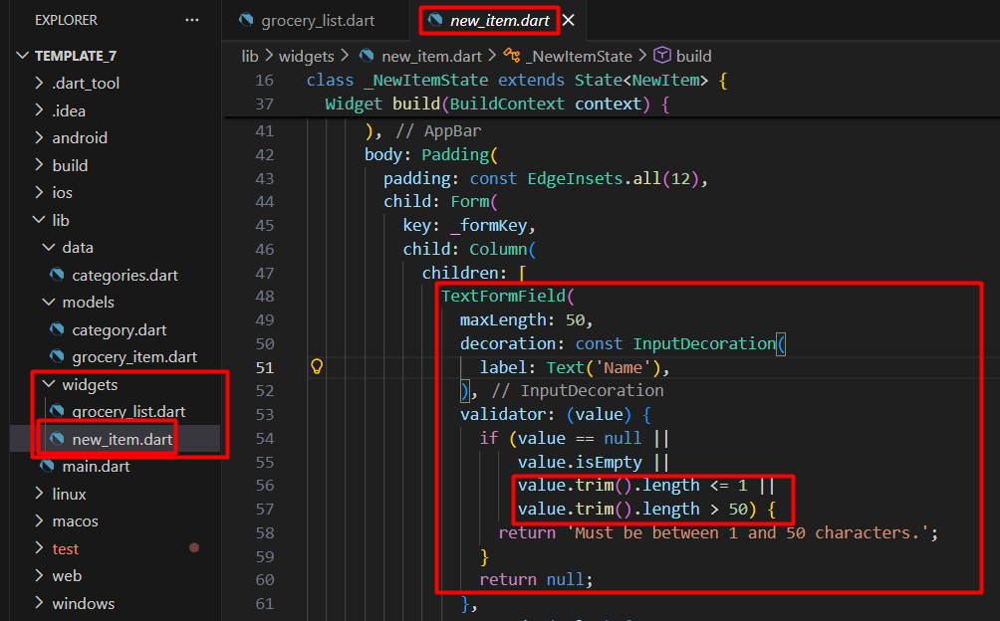 EXPLORER ...
TEMPLATE_7
.dart_tool
.idea
android
build
ios
lib
data
categories.dart
models
category.dart
grocery_item.dart
widgets
grocery_list.dart
new_item.dart
main.dart
linux
macos
test
web
windows
grocery_list.dart new_item.dart
lib > widgets > new_item.dart > _NewItemState > build
16 class _NewItemState extends State<NewItem> {
37 Widget build(BuildContext context) {
41 ), // AppBar
42 body: Padding(
43 padding: const EdgeInsets.all(12),
44 child: Form(
45 key: _formKey,
46 child: Column(
47 children: [
48 TextFormField(
49 maxLength: 50,
50 decoration: const InputDecoration(
51 label: Text('Name'),
52 ), // InputDecoration
53 validator: (value) {
54 if (value == null ||
55 value.isEmpty ||
56 value.trim().length <= 1 ||
57 value.trim().length > 50) {
58 return 'Must be between 1 and 50 characters.';
59 }
60 return null;
61 },